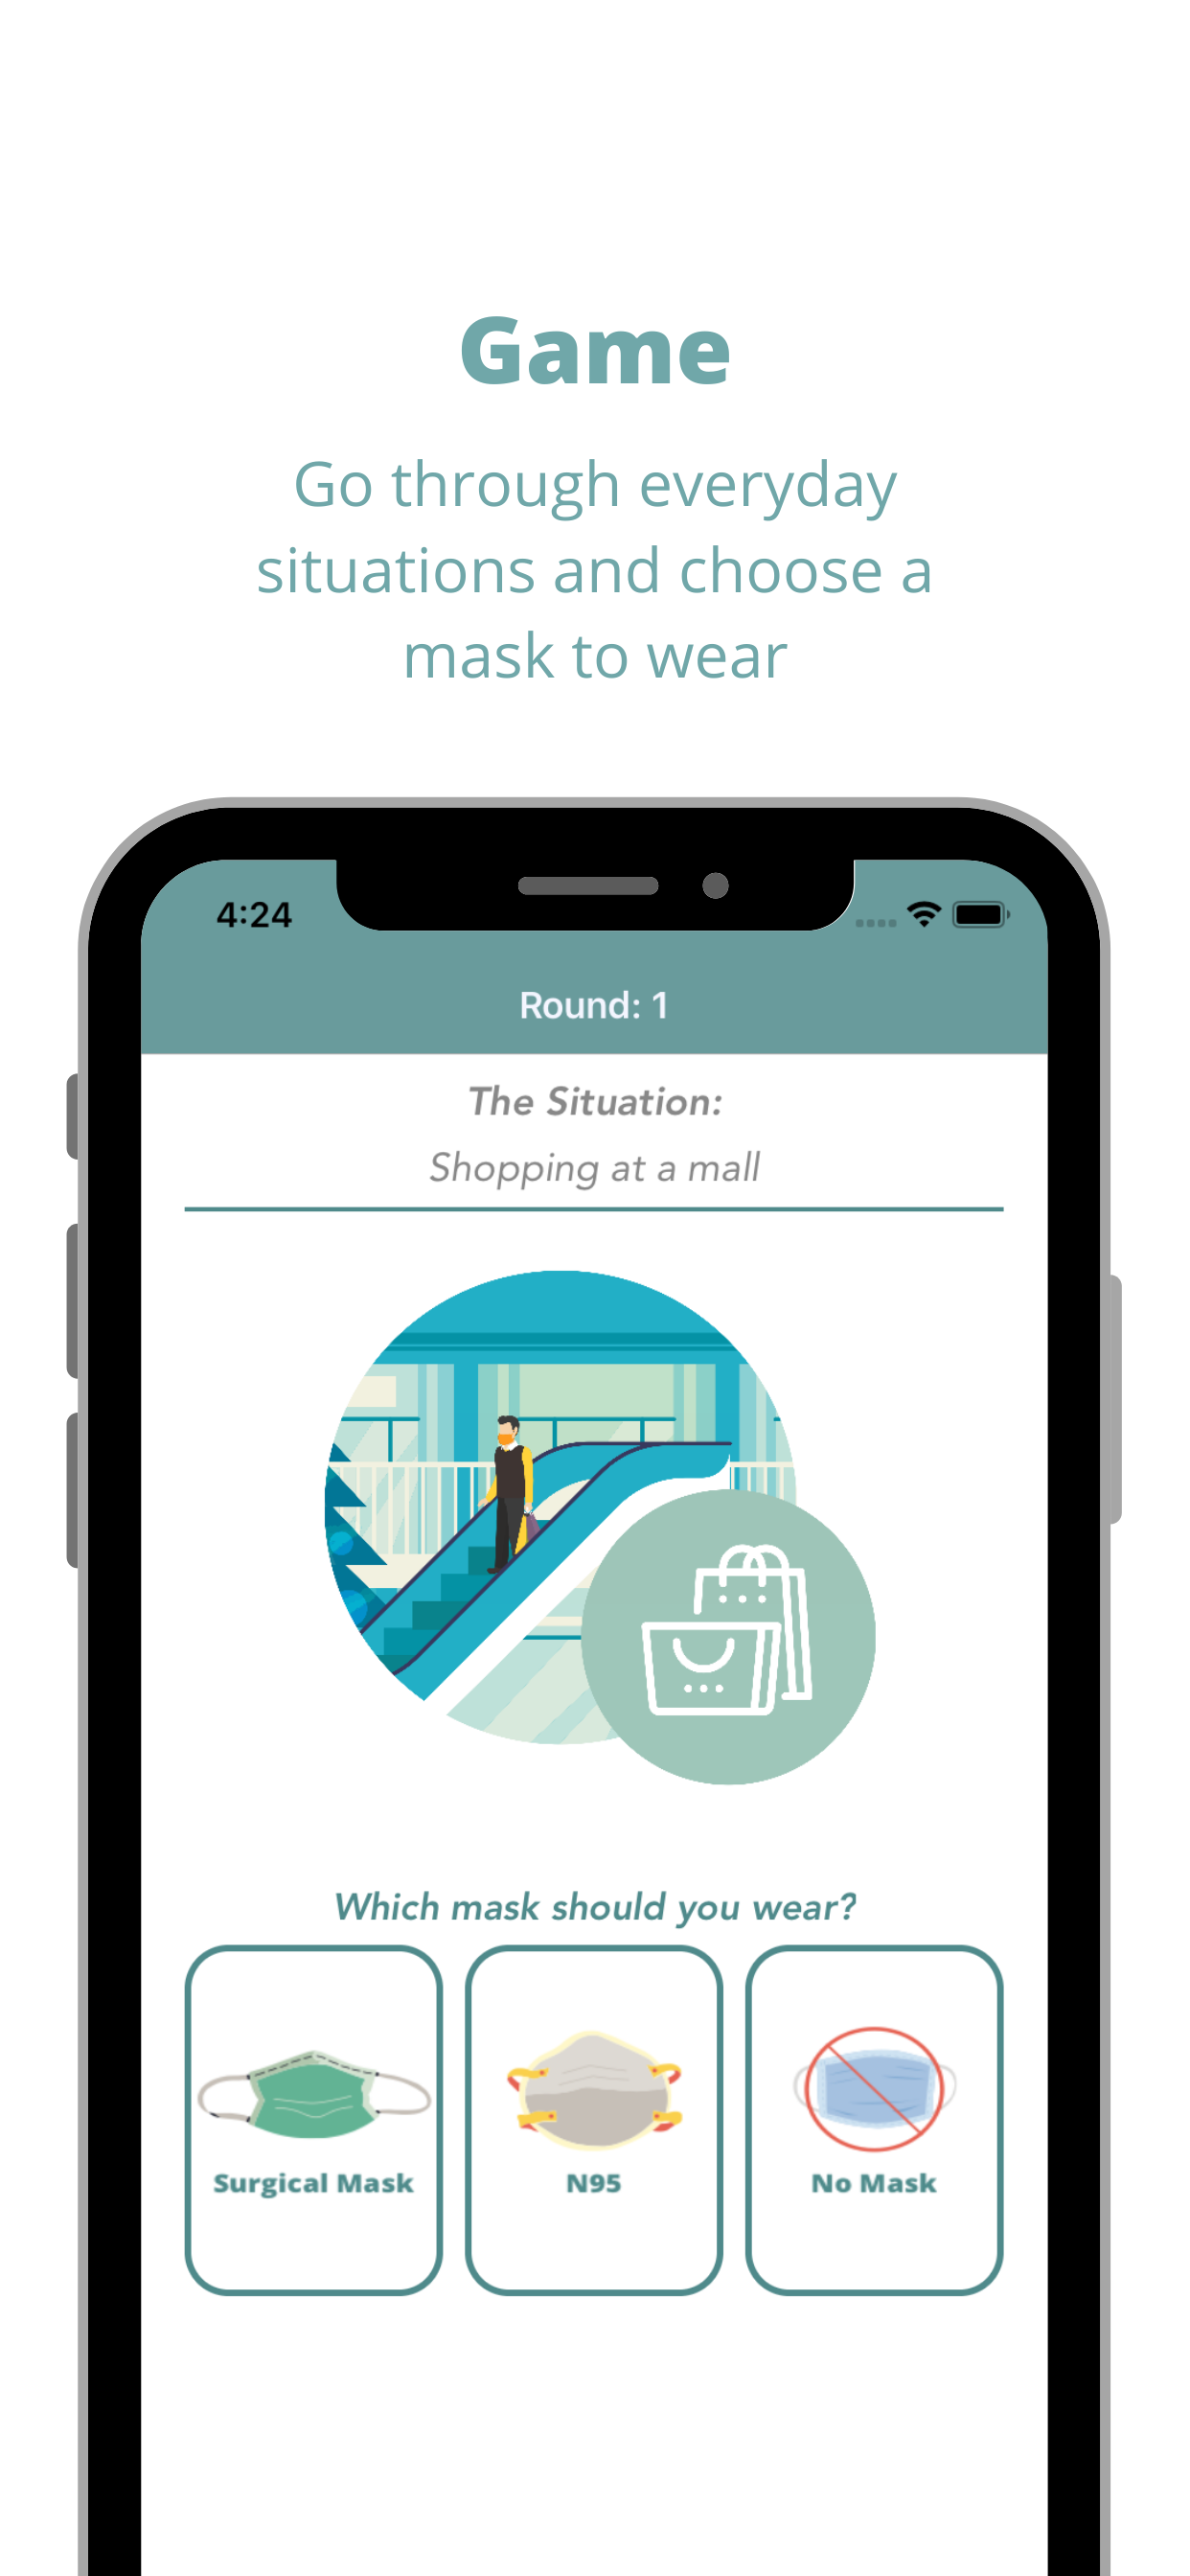 Game
Go through everyday
situations and choose a
mask to wear
4:24
Round: 1
The Situation:
Shopping at a mall
Which mask should you wear?
Surgical Mask
N95
No Mask